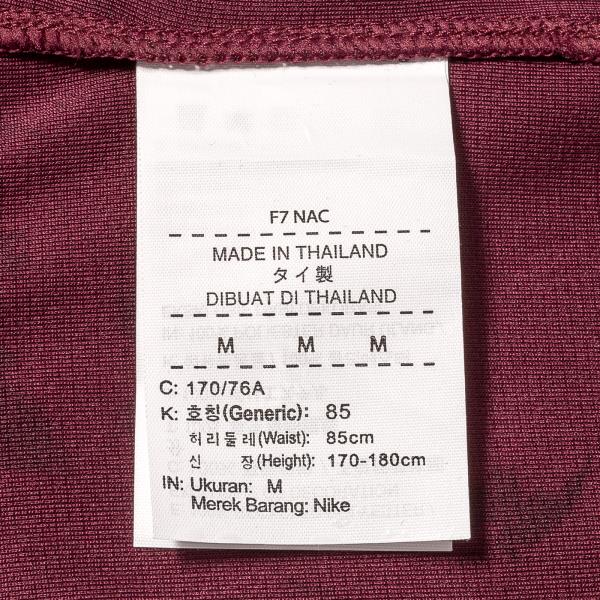 F7 NAC
MADE IN THAILAND
タイ製
DIBUAT DI THAILAND
M M M
C: 170/76A
K: 호칭(Generic): 85
허리둘레(Waist): 85cm
신 장(Height): 170-180cm
IN: Ukuran: M
Merek Barang: Nike